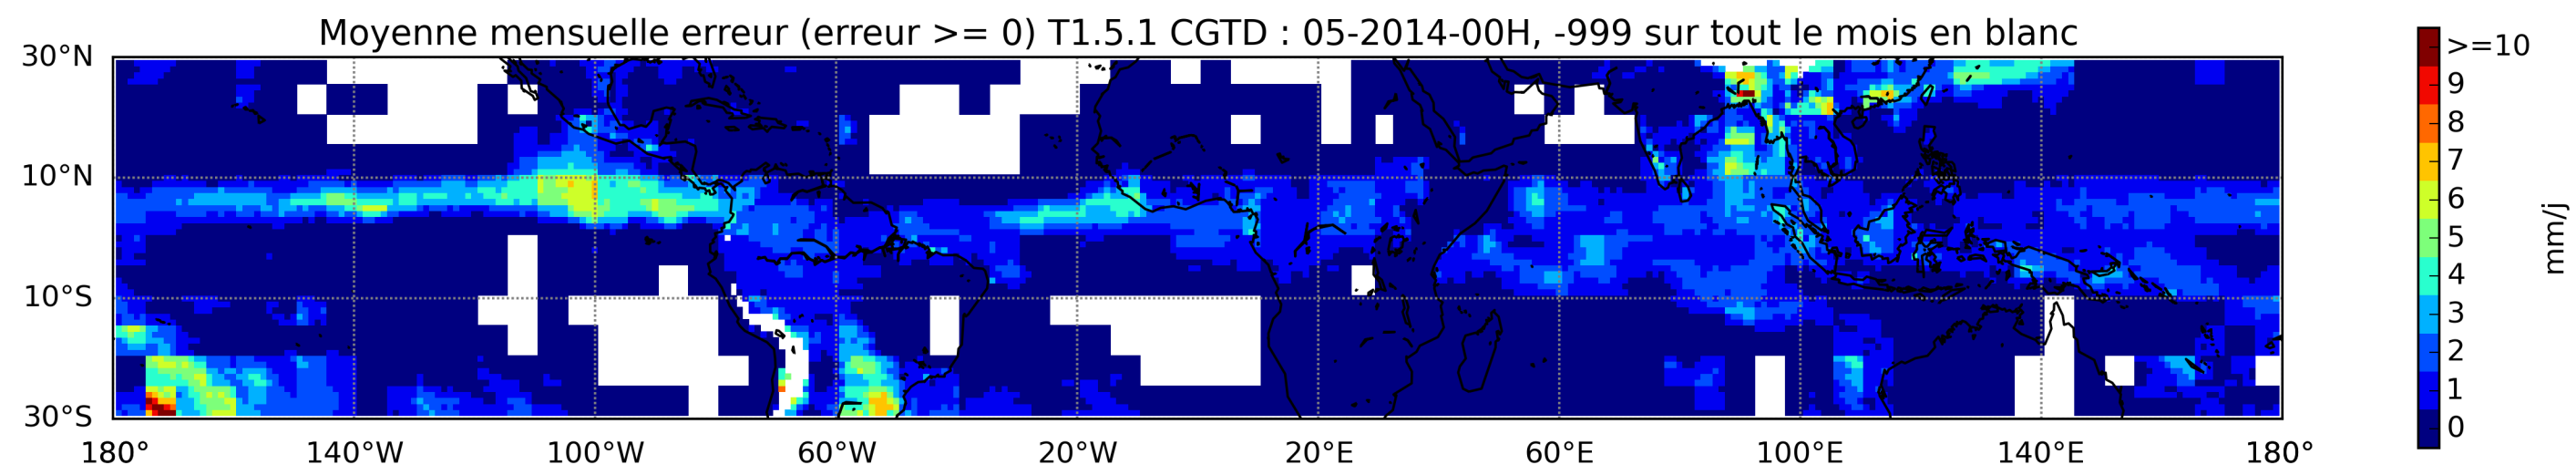 Moyenne mensuelle erreur (erreur >= 0) T1.5.1 CGTD : 05-2014-00H, -999 sur tout le mois en blanc
30°N
10°N
10°S
30°S
180° 140°W 100°W 60°W 20°W 20°E 60°E 100°E 140°E 180°
>=10
9
8
7
6
5
4
3
2
1
0
mm/j